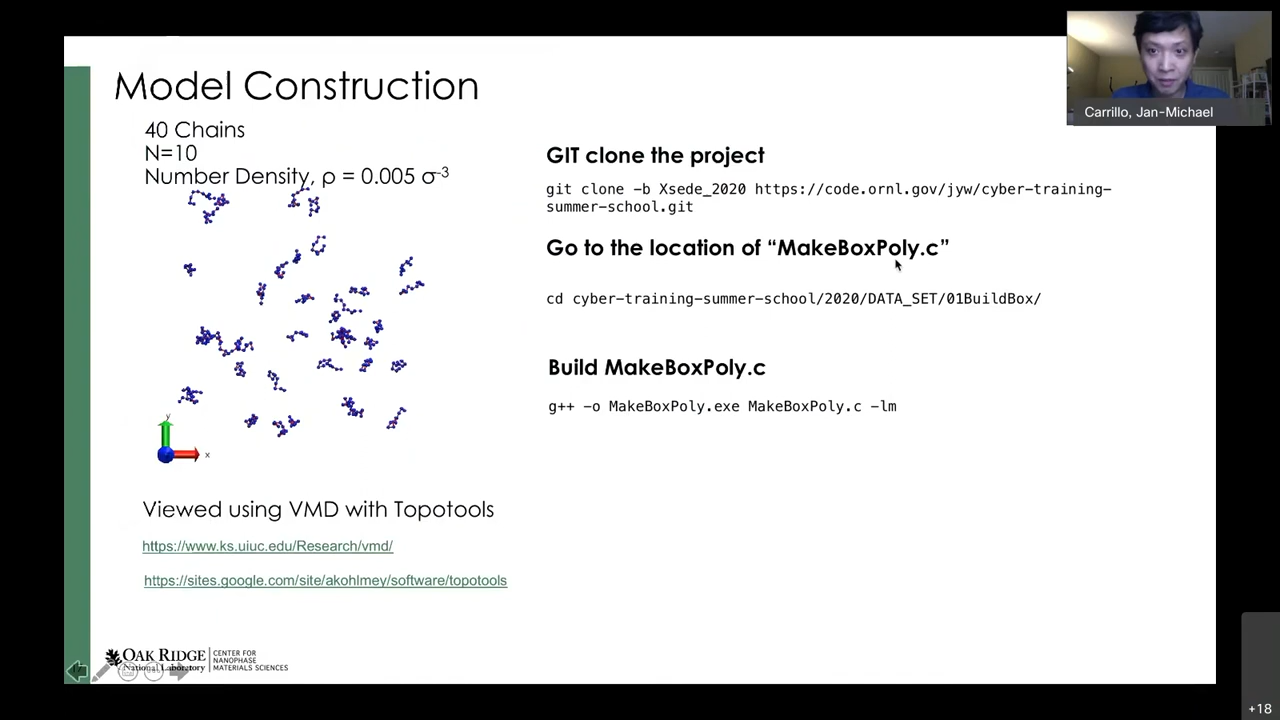 Model Construction
40 Chains
N=10
Number Density, ρ = 0.005 σ⁻³
GIT clone the project
git clone -b Xsede_2020 https://code.ornl.gov/jyw/cyber-training-
summer-school.git
Go to the location of “MakeBoxPoly.c”
cd cyber-training-summer-school/2020/DATA_SET/01BuildBox/
Build MakeBoxPoly.c
g++ -o MakeBoxPoly.exe MakeBoxPoly.c -lm
y
x
Viewed using VMD with Topotools
https://www.ks.uiuc.edu/Research/vmd/
https://sites.google.com/site/akohlmey/software/topotools
OAK RIDGE
National Laboratory
CENTER FOR
NANOPHASE
MATERIALS SCIENCES
Carrillo, Jan-Michael
+18